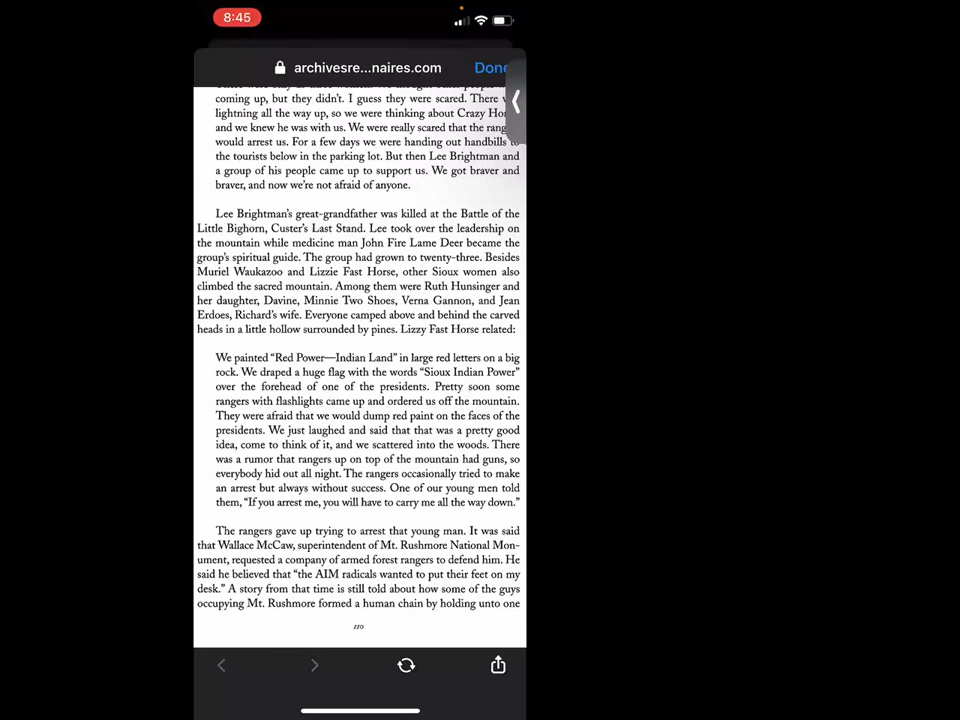 8:45
archivesre...naires.com
Done
coming up, but they didn't. I guess they were scared. There
lightning all the way up, so we were thinking about Crazy
and we knew he was with us. We were really scared that the
would arrest us. For a few days we were handing out handbills
the tourists below in the parking lot. But then Lee Brightman and
a group of his people came up to support us. We got braver and
braver, and now we're not afraid of anyone.
Lee Brightman's great-grandfather was killed at the Battle of the
Little Bighorn, Custer's Last Stand. Lee took over the leadership on
the mountain while medicine man John Fire Lame Deer became the
group's spiritual guide. The group had grown to twenty-three. Besides
Muriel Waukazoo and Lizzie Fast Horse, other Sioux women also
climbed the sacred mountain. Among them were Ruth Hunsinger and
her daughter, Davine, Minnie Two Shoes, Verna Gannon, and Jean
Erdoes, Richard's wife. Everyone camped above and behind the carved
heads in a little hollow surrounded by pines. Lizzy Fast Horse related:
We painted "Red Power—Indian Land" in large red letters on a big
rock. We draped a huge flag with the words "Sioux Indian Power"
over the forehead of one of the presidents. Pretty soon some
rangers with flashlights came up and ordered us off the mountain.
They were afraid that we would dump red paint on the faces of the
presidents. We just laughed and said that that was a pretty good
idea, come to think of it, and we scattered into the woods. There
was a rumor that rangers up on top of the mountain had guns, so
everybody hid out all night. The rangers occasionally tried to make
an arrest but always without success. One of our young men told
them, "If you arrest me, you will have to carry me all the way down."
The rangers gave up trying to arrest that young man. It was said
that Wallace McCaw, superintendent of Mt. Rushmore National Mon-
ument, requested a company of armed forest rangers to defend him. He
said he believed that "the AIM radicals wanted to put their feet on my
desk." A story from that time is still told about how some of the guys
occupying Mt. Rushmore formed a human chain by holding unto one
110